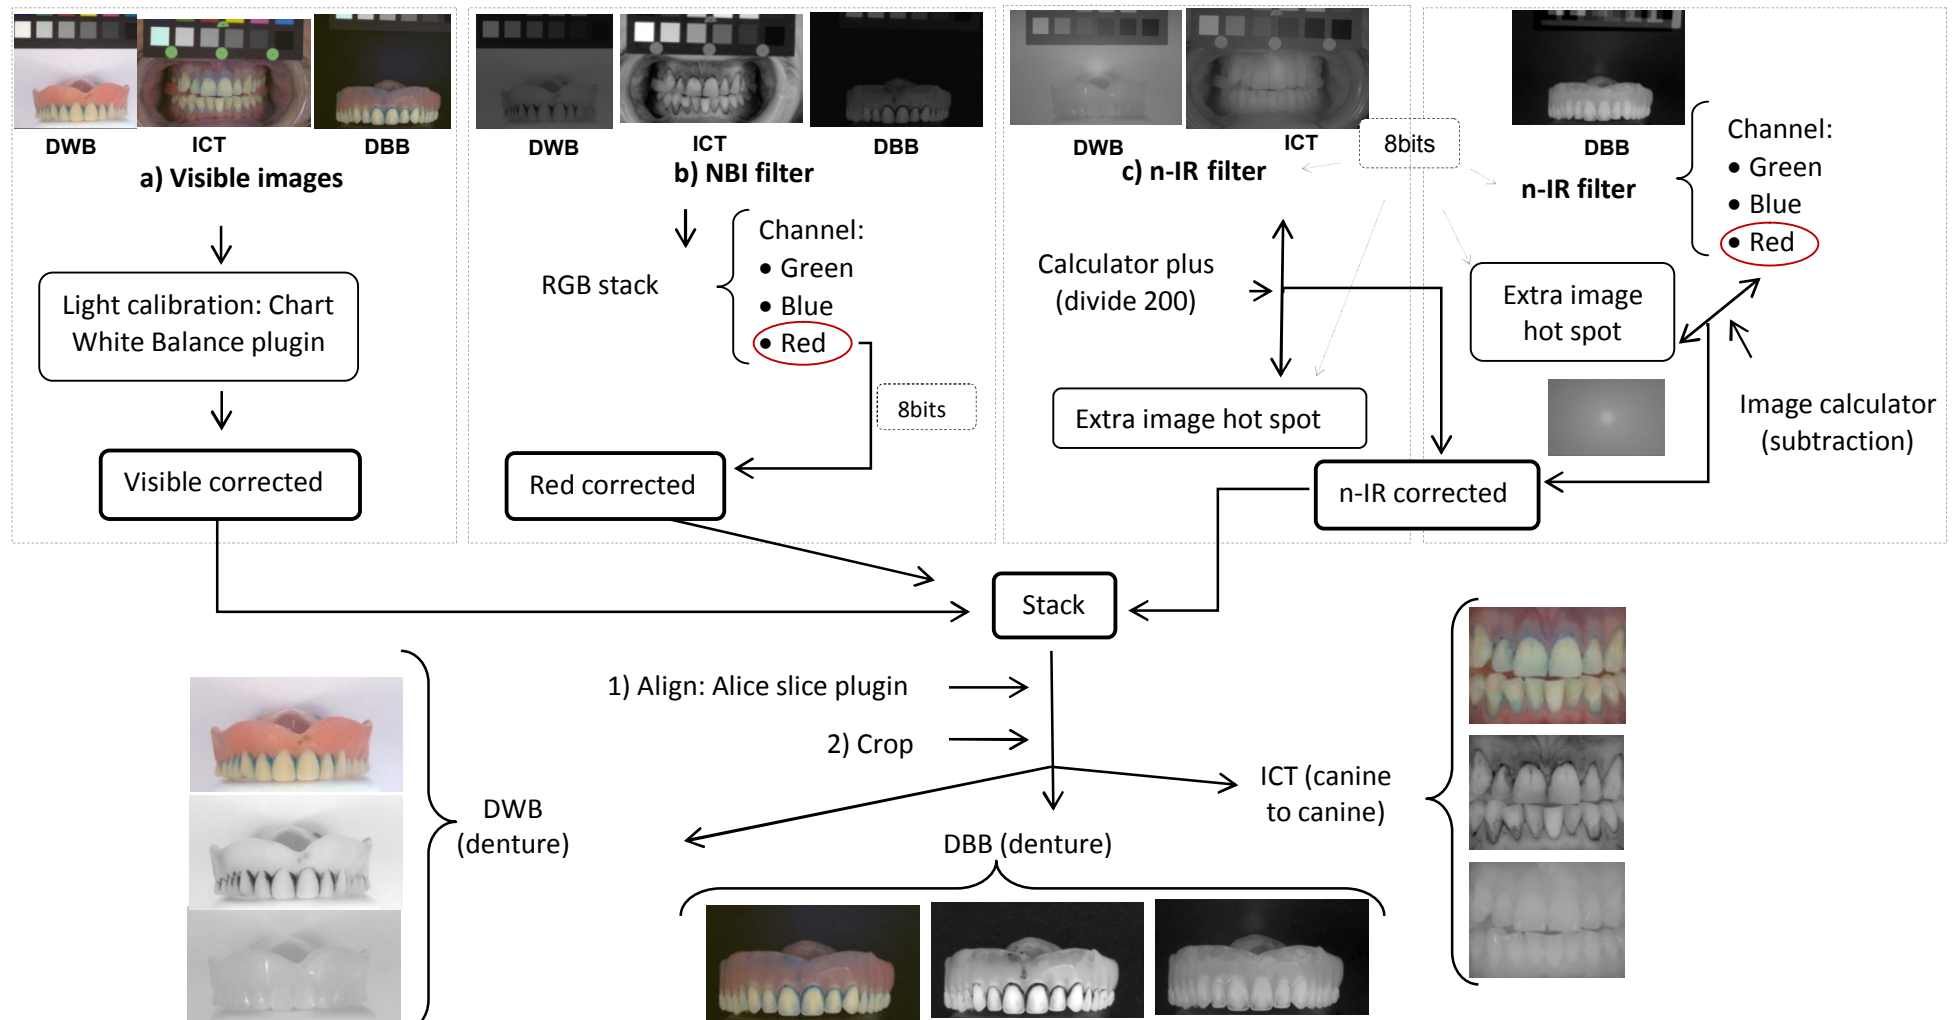 DWB
ICT
DBB
a) Visible images
Light calibration: Chart
White Balance plugin
Visible corrected
DWB
ICT
DBB
b) NBI filter
RGB stack
Channel:
• Green
• Blue
• Red
8bits
Red corrected
DWB
ICT
c) n-IR filter
8bits
Calculator plus
(divide 200)
Extra image hot spot
DBB
n-IR filter
Channel:
• Green
• Blue
• Red
Extra image
hot spot
Image calculator
(subtraction)
n-IR corrected
Stack
1) Align: Alice slice plugin
2) Crop
DWB
(denture)
DBB (denture)
ICT (canine
to canine)